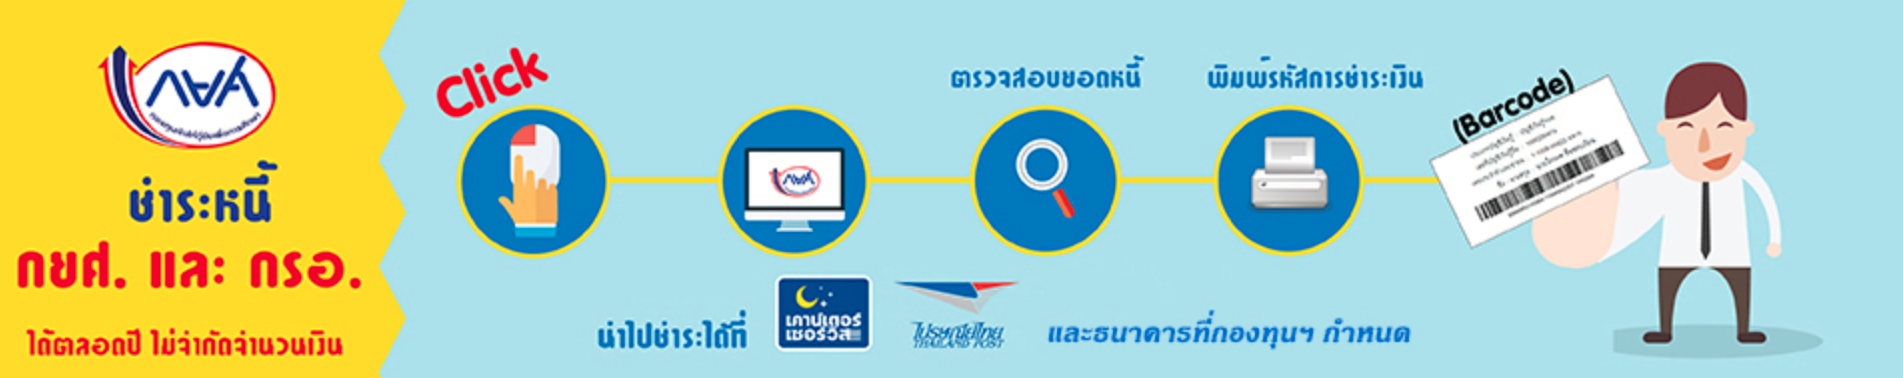 กยศ
ชำระหนี้
กยศ. และ กรอ.
ได้ตลอดปี ไม่จำกัดจำนวนเงิน
Click
กยศ
ตรวจสอบยอดหนี้
พิมพ์รหัสการชำระเงิน
(Barcode)
นำไปชำระได้ที่
เคาน์เตอร์
เซอร์วิส
ไปรษณีย์ไทย
THAILAND POST
และธนาคารที่กองทุนฯ กำหนด